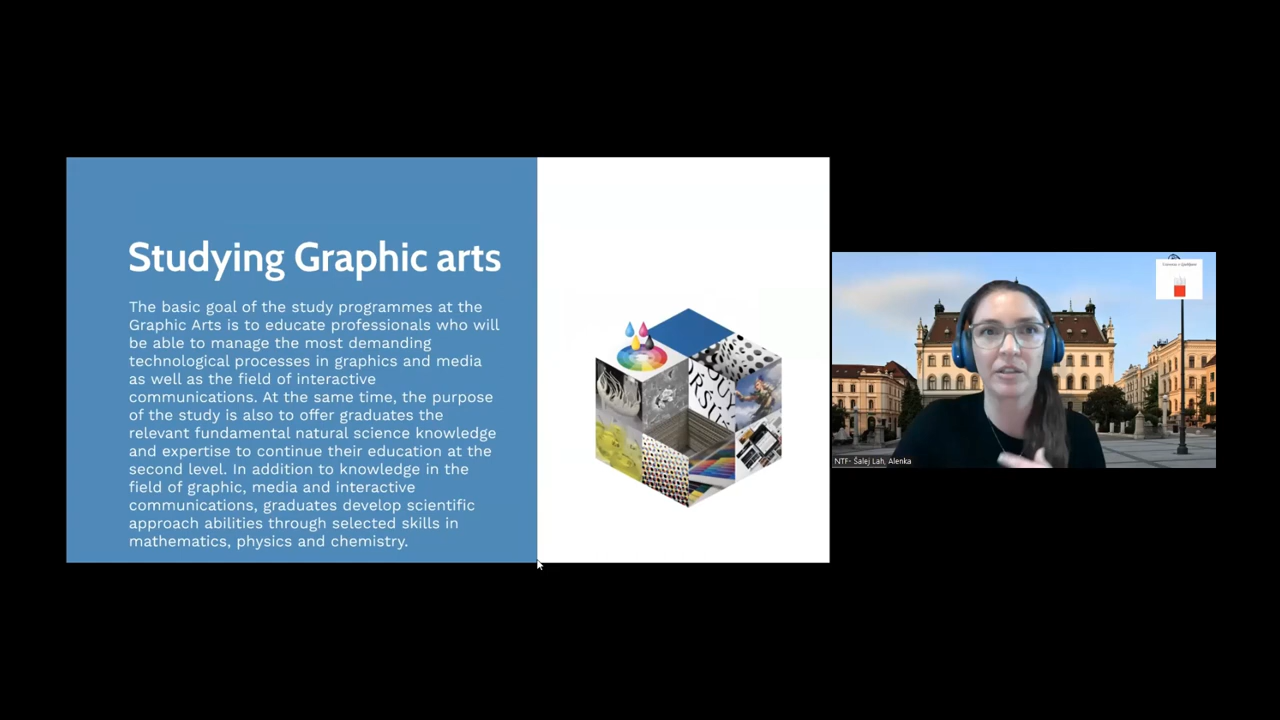 Studying Graphic arts
The basic goal of the study programmes at the
Graphic Arts is to educate professionals who will
be able to manage the most demanding
technological processes in graphics and media
as well as the field of interactive
communications. At the same time, the purpose
of the study is also to offer graduates the
relevant fundamental natural science knowledge
and expertise to continue their education at the
second level. In addition to knowledge in the
field of graphic, media and interactive
communications, graduates develop scientific
approach abilities through selected skills in
mathematics, physics and chemistry.
NTF- Šalej Lah, Alenka